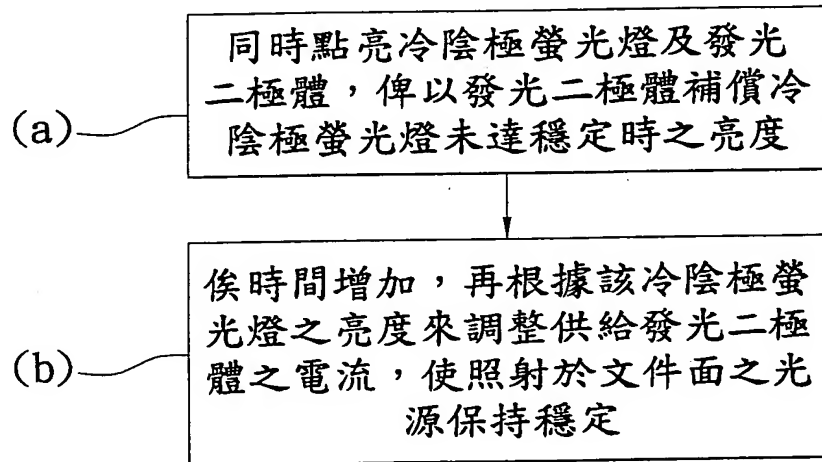 同時點亮冷陰極螢光燈及發光
二極體，俾以發光二極體補償冷
陰極螢光燈未達穩定時之亮度
(a)
俟時間增加，再根據該冷陰極螢
光燈之亮度來調整供給發光二極
體之電流，使照射於文件面之光
源保持穩定
(b)